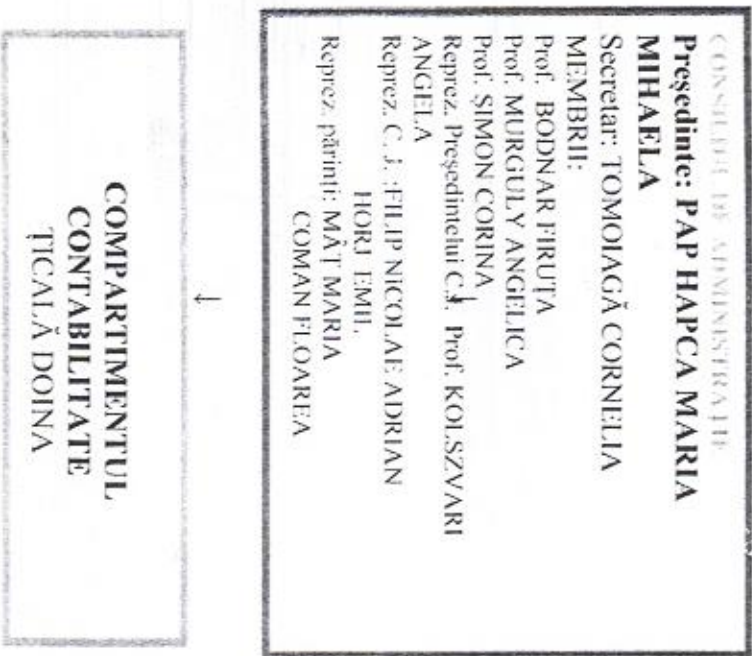 CONSILIUL DE ADMINISTRAȚIE
Președinte: PAP HAPCA MARIA
MIHAELA
Secretar: TOMOIAGĂ CORNELIA
MEMBRII:
Prof. BODNAR FIRUȚA
Prof. MURGULY ANGELICA
Prof. ȘIMON CORINA
Reprez. Președintelui C.J. Prof. KOLSZVARI
ANGELA
Reprez. C. J. :FILIP NICOLAE ADRIAN
HORJ EMIL
Reprez. părinți: MÂȚ MARIA
COMAN FLOAREA
↓
COMPARTIMENTUL
CONTABILITATE
ȚICALĂ DOINA